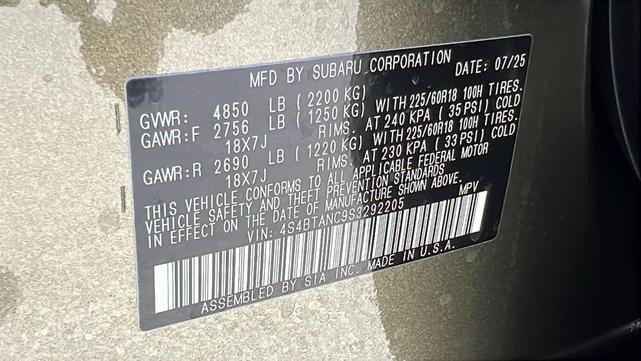 MFD BY SUBARU CORPORATION DATE: 07/25
GVWR: 4850 LB (2200 KG)
GAWR:F 2756 LB (1250 KG) WITH 225/60R18 100H TIRES.
18X7J RIMS. AT 240 KPA (35 PSI) COLD
GAWR:R 2690 LB (1220 KG) WITH 225/60R18 100H TIRES.
18X7J RIMS. AT 230 KPA (33 PSI) COLD
THIS VEHICLE CONFORMS TO ALL APPLICABLE FEDERAL MOTOR
VEHICLE SAFETY AND THEFT PREVENTION STANDARDS
IN EFFECT ON THE DATE OF MANUFACTURE SHOWN ABOVE.
VIN: 4S4BTANC9S3292205 MPV
ASSEMBLED BY SIA INC. MADE IN U.S.A.